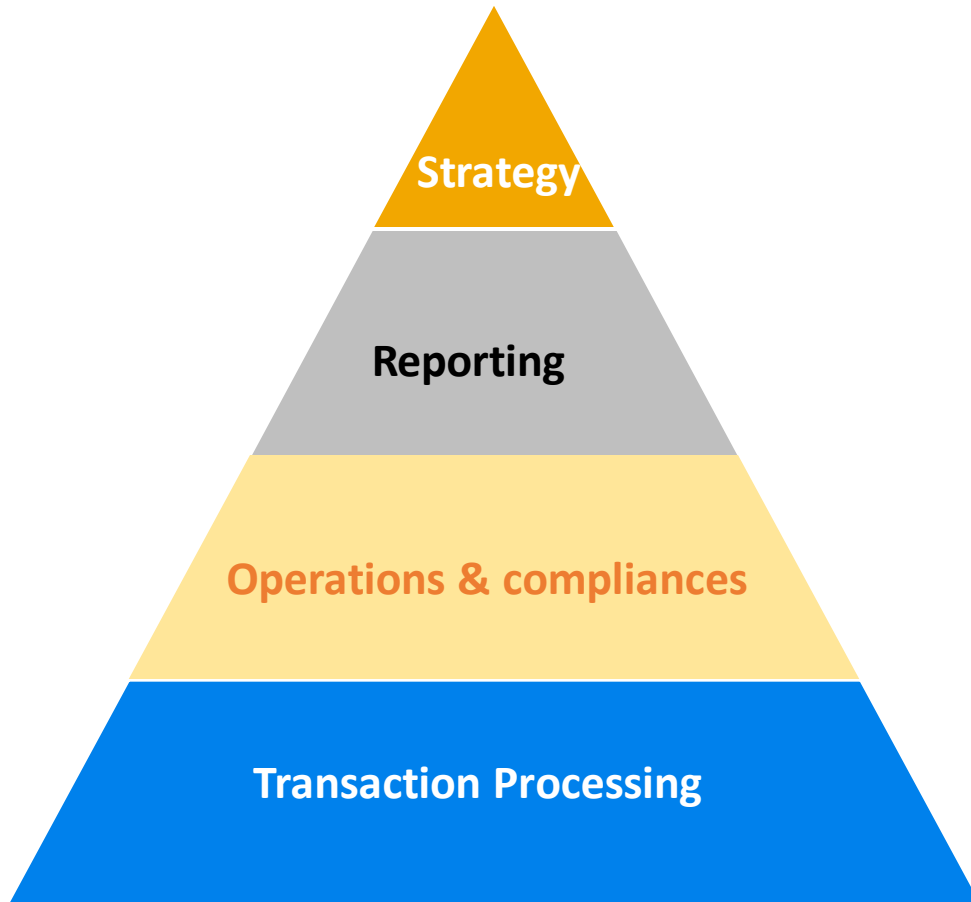 Strategy
Reporting
Operations & compliances
Transaction Processing